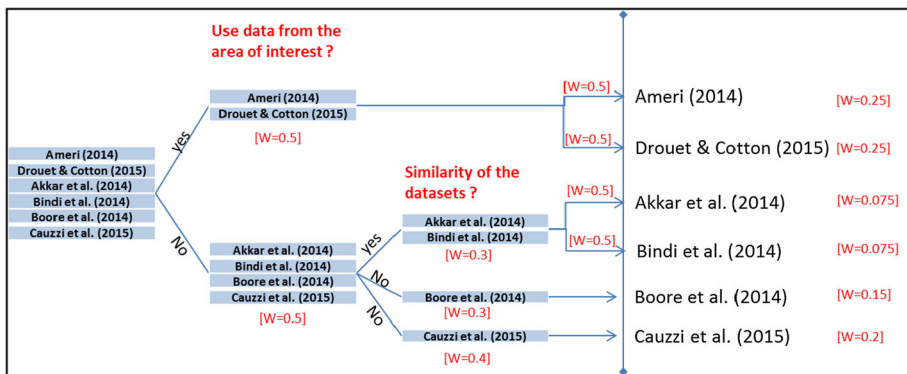 Use data from the
area of interest ?
Ameri (2014)
Drouet & Cotton (2015)
[W=0.5]
yes
No
Ameri (2014)
Drouet & Cotton (2015)
Akkar et al. (2014)
Bindi et al. (2014)
Boore et al. (2014)
Cauzzi et al. (2015)
Akkar et al. (2014)
Bindi et al. (2014)
Boore et al. (2014)
Cauzzi et al. (2015)
[W=0.5]
Similarity of the
datasets ?
yes
No
No
Akkar et al. (2014)
Bindi et al. (2014)
[W=0.3]
Boore et al. (2014)
[W=0.3]
Cauzzi et al. (2015)
[W=0.4]
[W=0.5]
[W=0.5]
[W=0.5]
[W=0.5]
Ameri (2014) [W=0.25]
Drouet & Cotton (2015) [W=0.25]
Akkar et al. (2014) [W=0.075]
Bindi et al. (2014) [W=0.075]
Boore et al. (2014) [W=0.15]
Cauzzi et al. (2015) [W=0.2]